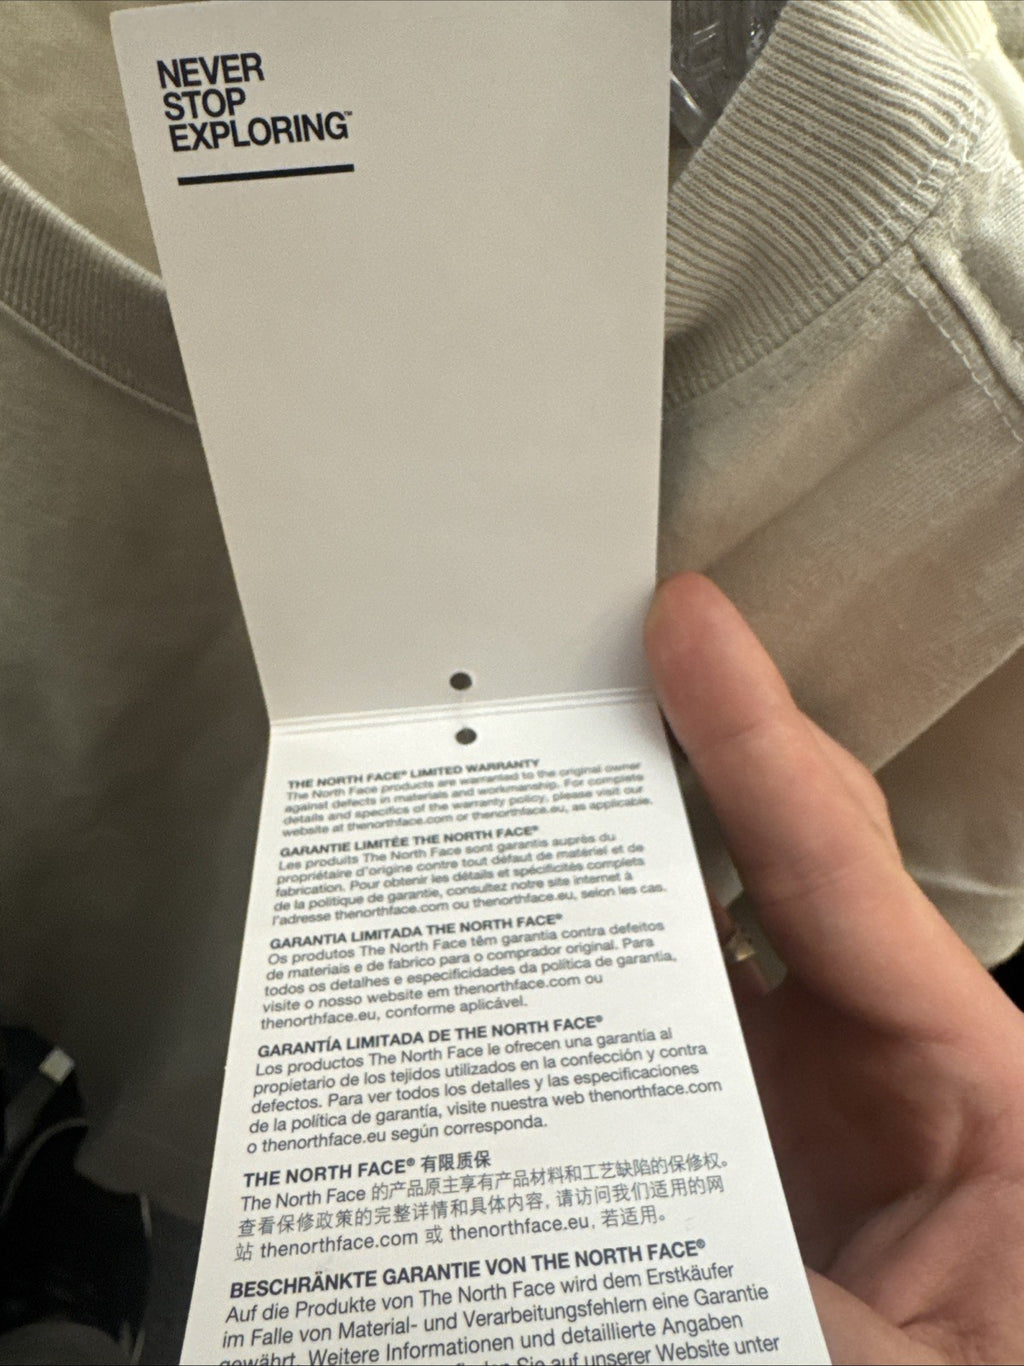 NEVER
STOP
EXPLORING™
THE NORTH FACE® LIMITED WARRANTY
The North Face products are warranted to the original owner
against defects in materials and workmanship. For complete
details and specifics of the warranty policy, please visit our
website at thenorthface.com or thenorthface.eu, as applicable.
GARANTIE LIMITÉE THE NORTH FACE®
Les produits The North Face sont garantis auprès du
propriétaire d'origine contre tout défaut de matériel et de
fabrication. Pour obtenir les détails et spécificités complets
de la politique de garantie, consultez notre site internet à
l'adresse thenorthface.com ou thenorthface.eu, selon les cas.
GARANTIA LIMITADA THE NORTH FACE®
Os produtos The North Face têm garantia contra defeitos
de materiais e de fabrico para o comprador original. Para
todos os detalhes e especificidades da política de garantia,
visite o nosso website em thenorthface.com ou
thenorthface.eu, conforme aplicável.
GARANTÍA LIMITADA DE THE NORTH FACE®
Los productos The North Face le ofrecen una garantía al
propietario de los tejidos utilizados en la confección y contra
defectos. Para ver todos los detalles y las especificaciones
de la política de garantía, visite nuestra web thenorthface.com
o thenorthface.eu según corresponda.
THE NORTH FACE® 有限质保
The North Face 的产品原主享有产品材料和工艺缺陷的保修权。
查看保修政策的完整详情和具体内容, 请访问我们适用的网
站 thenorthface.com 或 thenorthface.eu, 若适用。
BESCHRÄNKTE GARANTIE VON THE NORTH FACE®
Auf die Produkte von The North Face wird dem Erstkäufer
im Falle von Material- und Verarbeitungsfehlern eine Garantie
gewährt. Weitere Informationen und detaillierte Angaben
finden Sie auf unserer Website unter